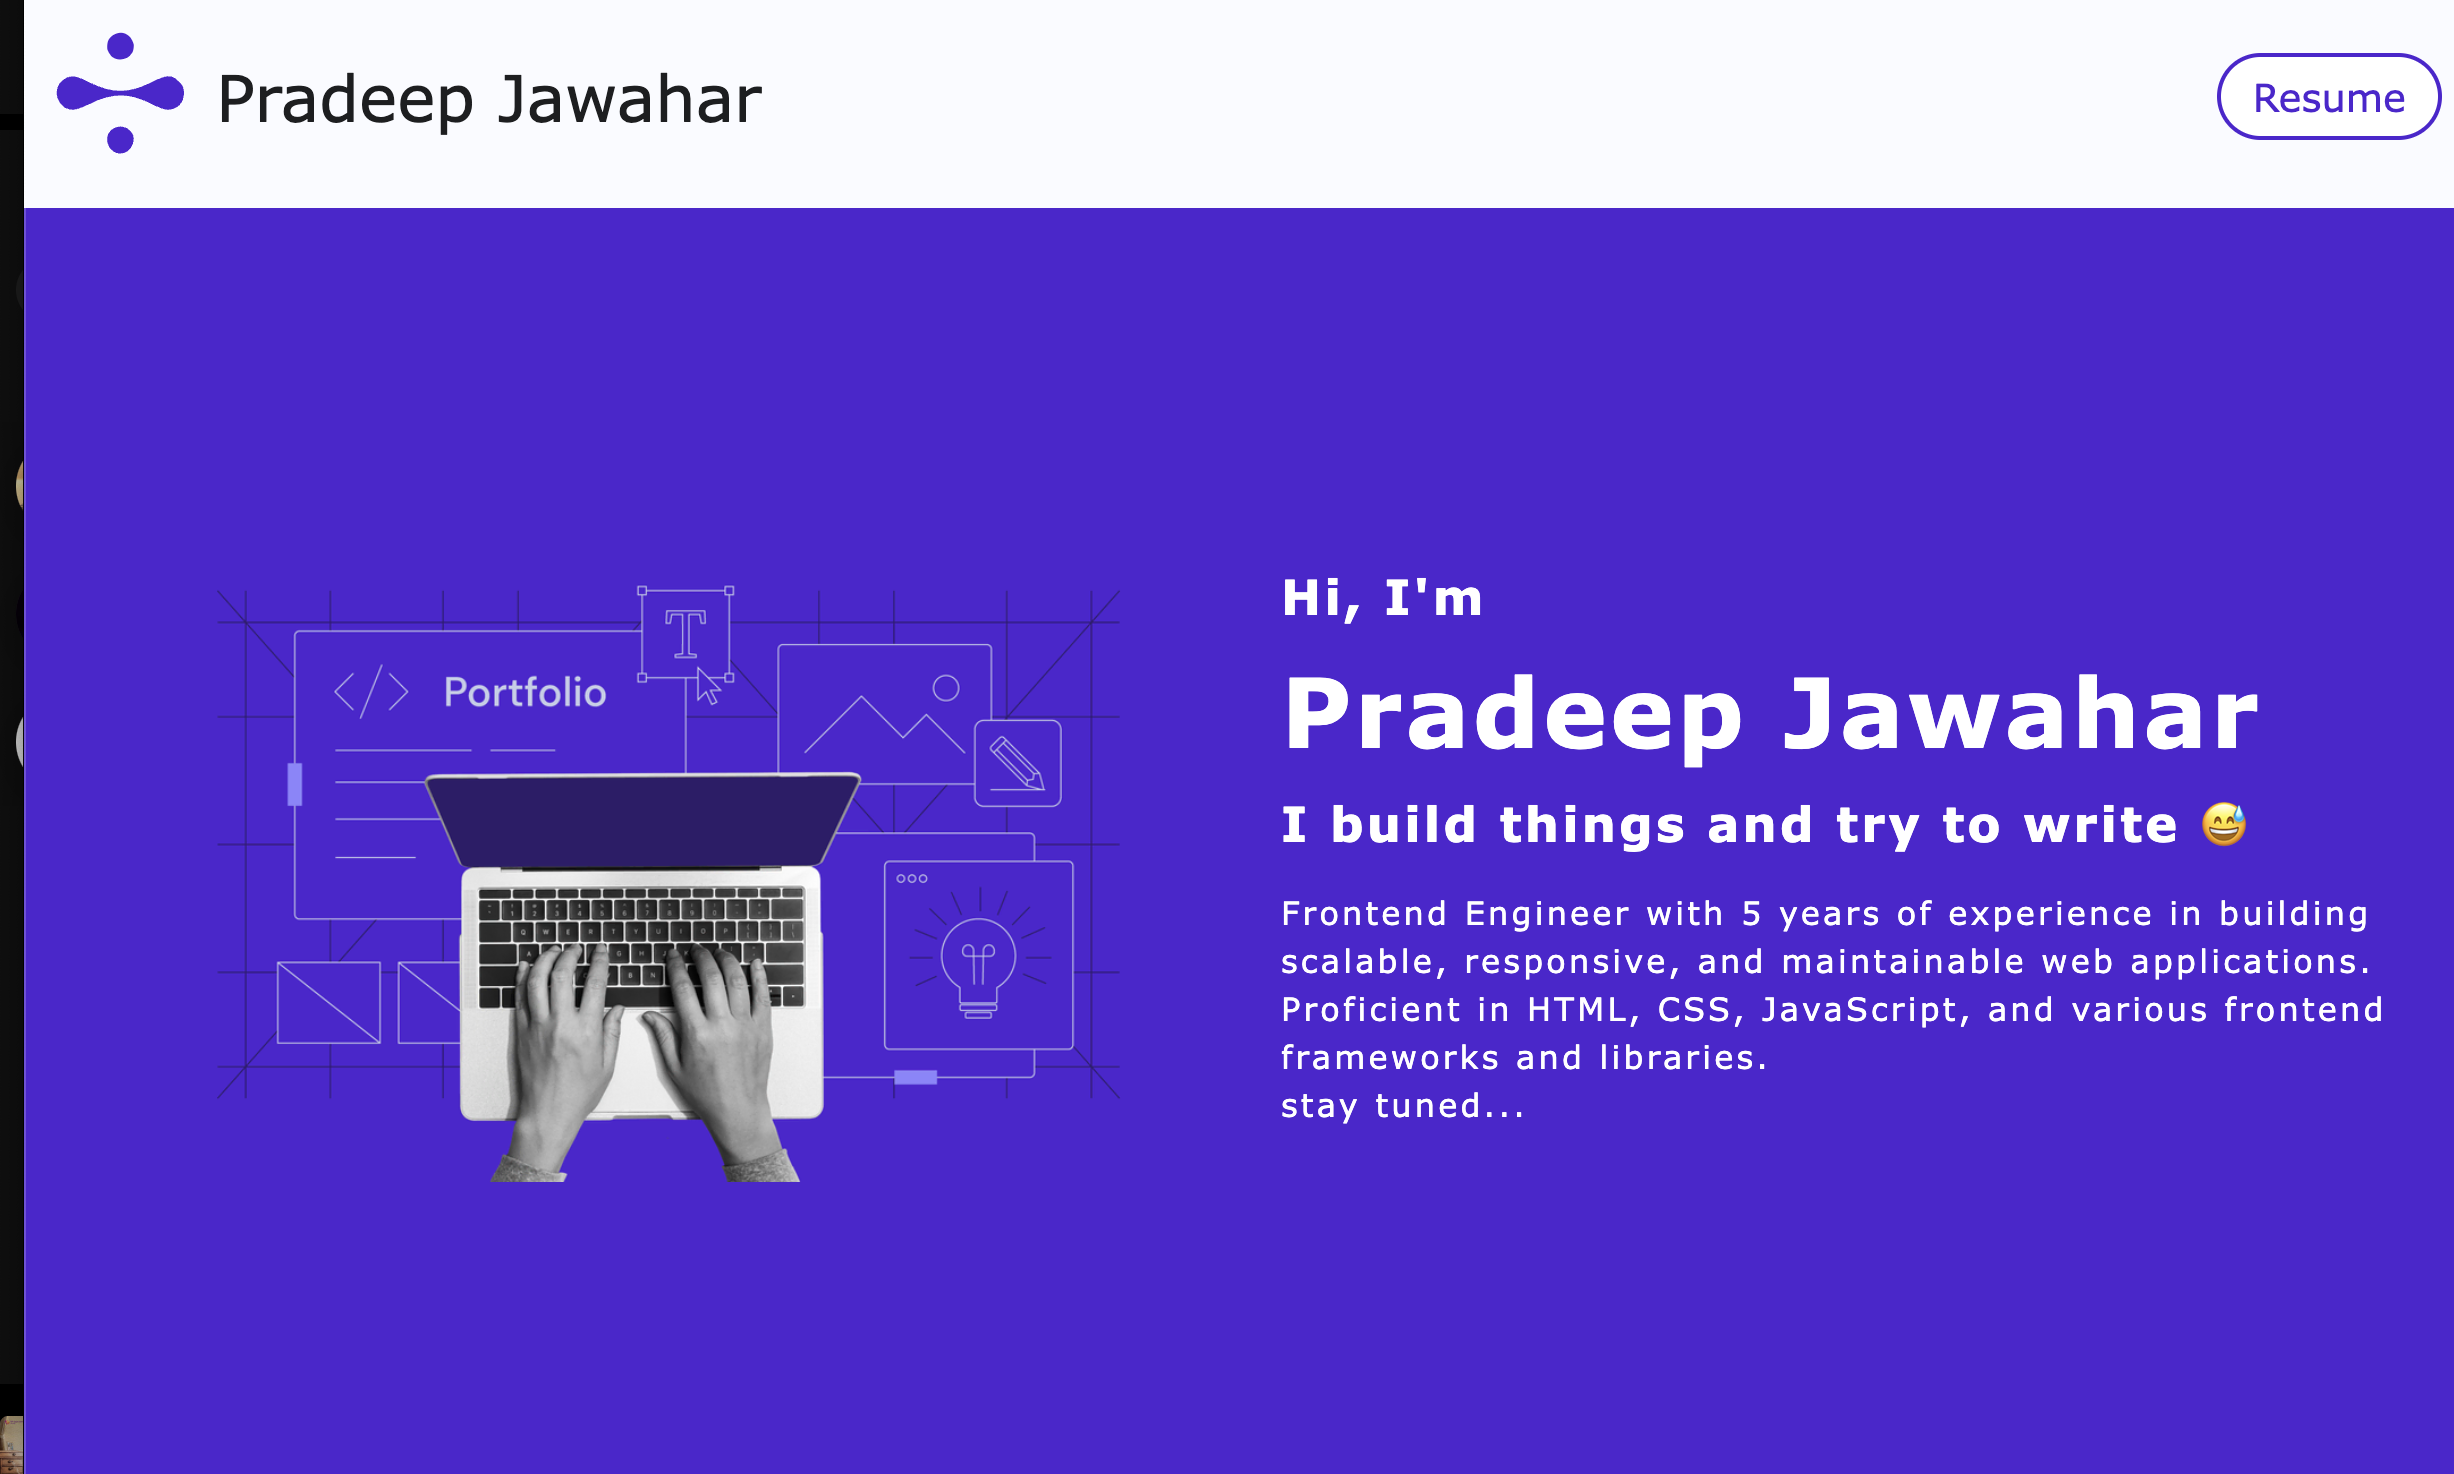 Pradeep Jawahar
Resume
T
</> Portfolio
Hi, I'm
Pradeep Jawahar
I build things and try to write 😅
Frontend Engineer with 5 years of experience in building
scalable, responsive, and maintainable web applications.
Proficient in HTML, CSS, JavaScript, and various frontend
frameworks and libraries.
stay tuned...